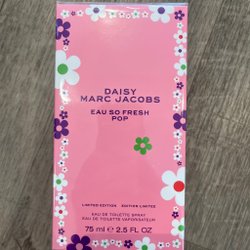 DAISY
MARC JACOBS
EAU SO FRESH
POP
LIMITED EDITION EDITION LIMITEE
EAU DE TOILETTE SPRAY
EAU DE TOILETTE VAPORISATEUR
75 ml ℮ 2.5 FL OZ